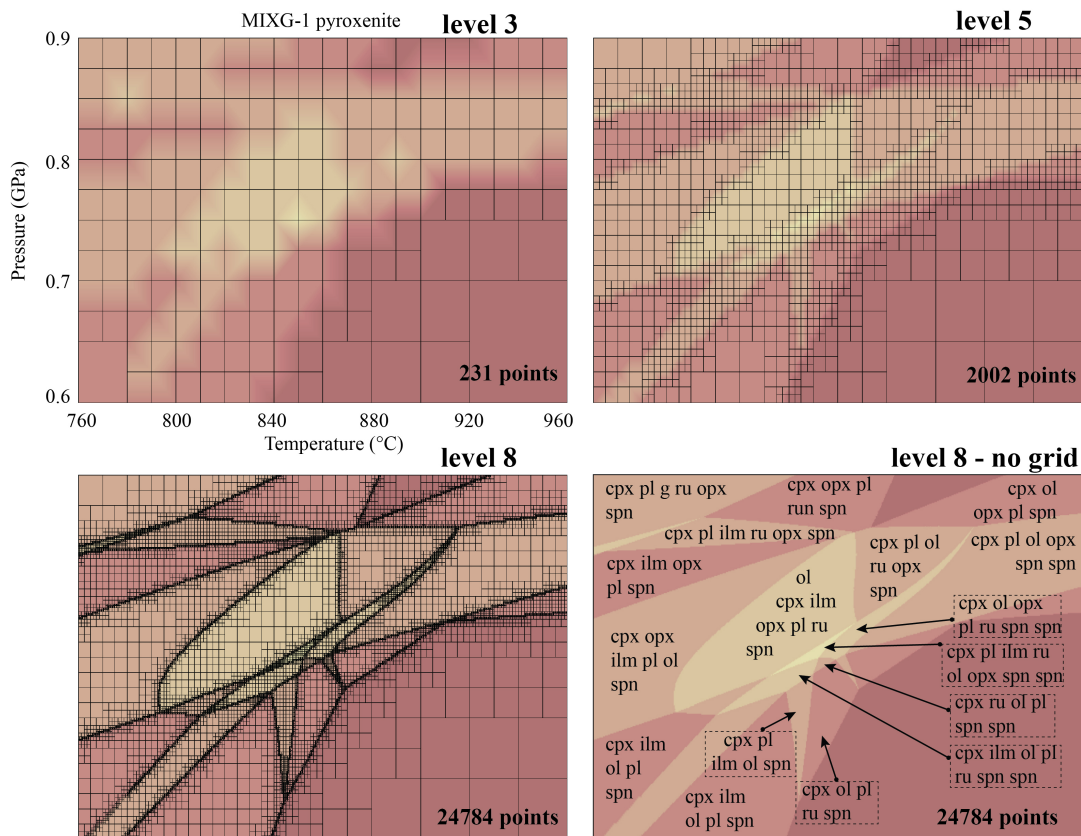 MIXG-1 pyroxenite
level 3
level 5
0.9
0.8
0.7
0.6
Pressure (GPa)
231 points
2002 points
760
800
840
880
920
960
Temperature (°C)
level 8
level 8 - no grid
cpx pl g ru opx
spn
cpx opx pl
run spn
cpx ol
opx pl spn
cpx pl ilm ru opx spn
cpx pl ol
ru opx
spn
cpx pl ol opx
spn spn
cpx ilm opx
pl spn
ol
cpx ilm
opx pl ru
spn
cpx ol opx
pl ru spn spn
cpx opx
ilm pl ol
spn
cpx pl ilm ru
ol opx spn spn
cpx ru ol pl
spn spn
cpx ilm
ol pl
spn
cpx pl
ilm ol spn
cpx ilm ol pl
ru spn spn
cpx ilm
ol pl spn
cpx ol pl
ru spn
24784 points
24784 points